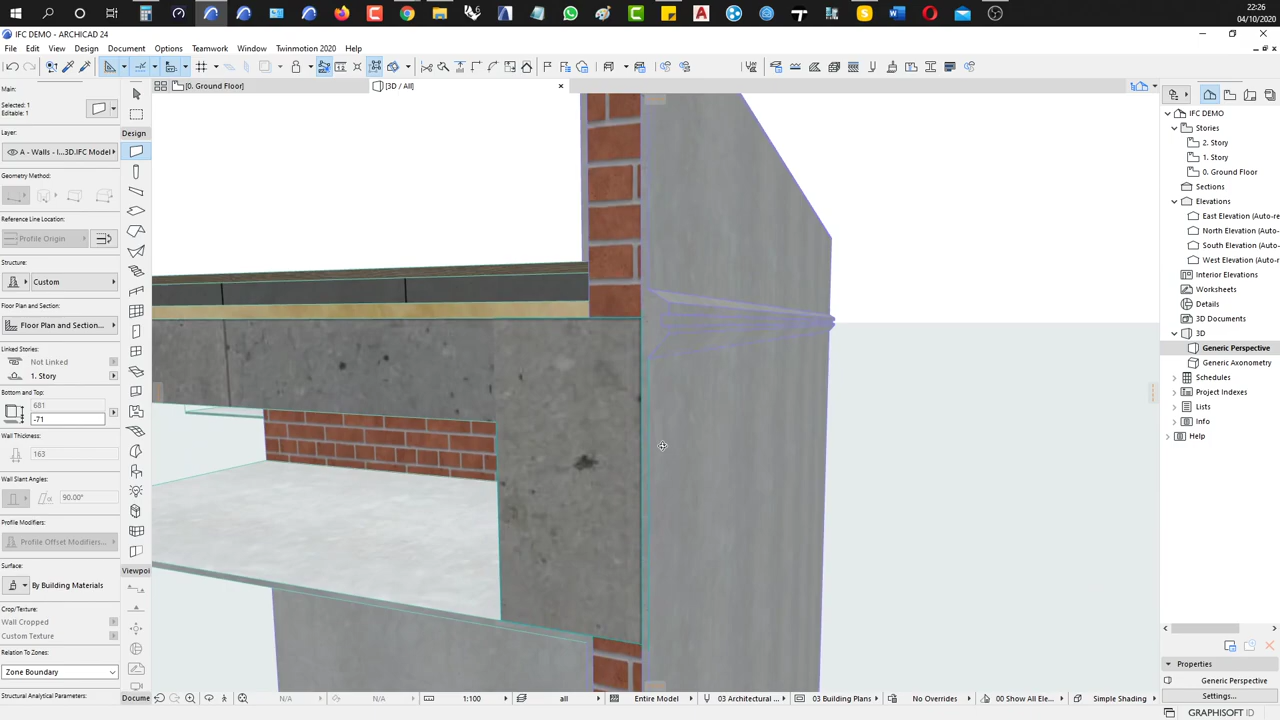 22:26
04/10/2020
IFC DEMO - ARCHICAD 24
File Edit View Design Document Options Teamwork Window Twinmotion 2020 Help
Main:
Selected: 1
Editable: 1
Layer:
A - Walls - I...3D.IFC Model
Geometry Method:
Reference Line Location:
Profile Origin
Structure:
Custom
Floor Plan and Section:
Floor Plan and Section...
Linked Stories:
Not Linked
1. Story
Bottom and Top:
681
-71
Wall Thickness:
163
Wall Slant Angles:
90.00°
Profile Modifiers:
Profile Offset Modifiers...
Surface:
By Building Materials
Crop/Texture:
Wall Cropped
Custom Texture
Relation To Zones:
Zone Boundary
Structural Analytical Parameters:
Design
Viewpoi
Docume
[0. Ground Floor]
[3D / All]
IFC DEMO
Stories
2. Story
1. Story
0. Ground Floor
Sections
Elevations
East Elevation (Auto-re
North Elevation (Auto-
South Elevation (Auto-
West Elevation (Auto-r
Interior Elevations
Worksheets
Details
3D Documents
3D
Generic Perspective
Generic Axonometry
Schedules
Project Indexes
Lists
Info
Help
Properties
Generic Perspective
Settings...
GRAPHISOFT ID
N/A
N/A
1:100
all
Entire Model
03 Architectural ...
03 Building Plans
No Overrides
00 Show All Ele...
Simple Shading